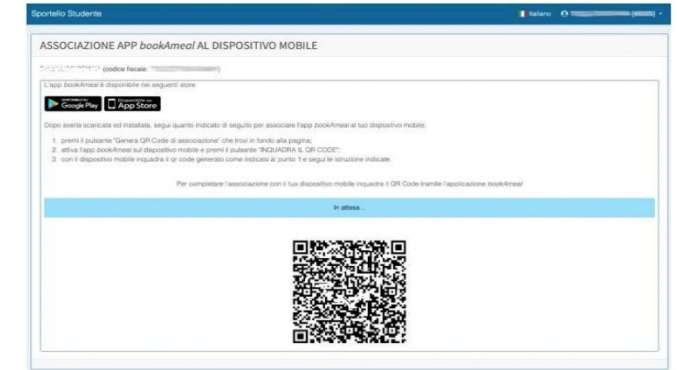 Sportello Studente
Italiano
ASSOCIAZIONE APP bookAmeal AL DISPOSITIVO MOBILE
(codice fiscale:
L'app bookAmeal è disponibile nei seguenti store
DISPONIBILE SU
Google Play
Disponibile su
App Store
Dopo averla scaricata ed installata, segui quanto indicato di seguito per associare l'app bookAmeal al tuo dispositivo mobile:
1. premi il pulsante "Genera QR Code di associazione" che trovi in fondo alla pagina;
2. attiva l'app bookAmeal sul dispositivo mobile e premi il pulsante "INQUADRA IL QR CODE";
3. con il dispositivo mobile inquadra il qr code generato come indicato al punto 1 e segui le istruzione indicate.
Per completare l'associazione con il tuo dispositivo mobile inquadra il QR Code tramite l'applicazione bookAmeal
In attesa...